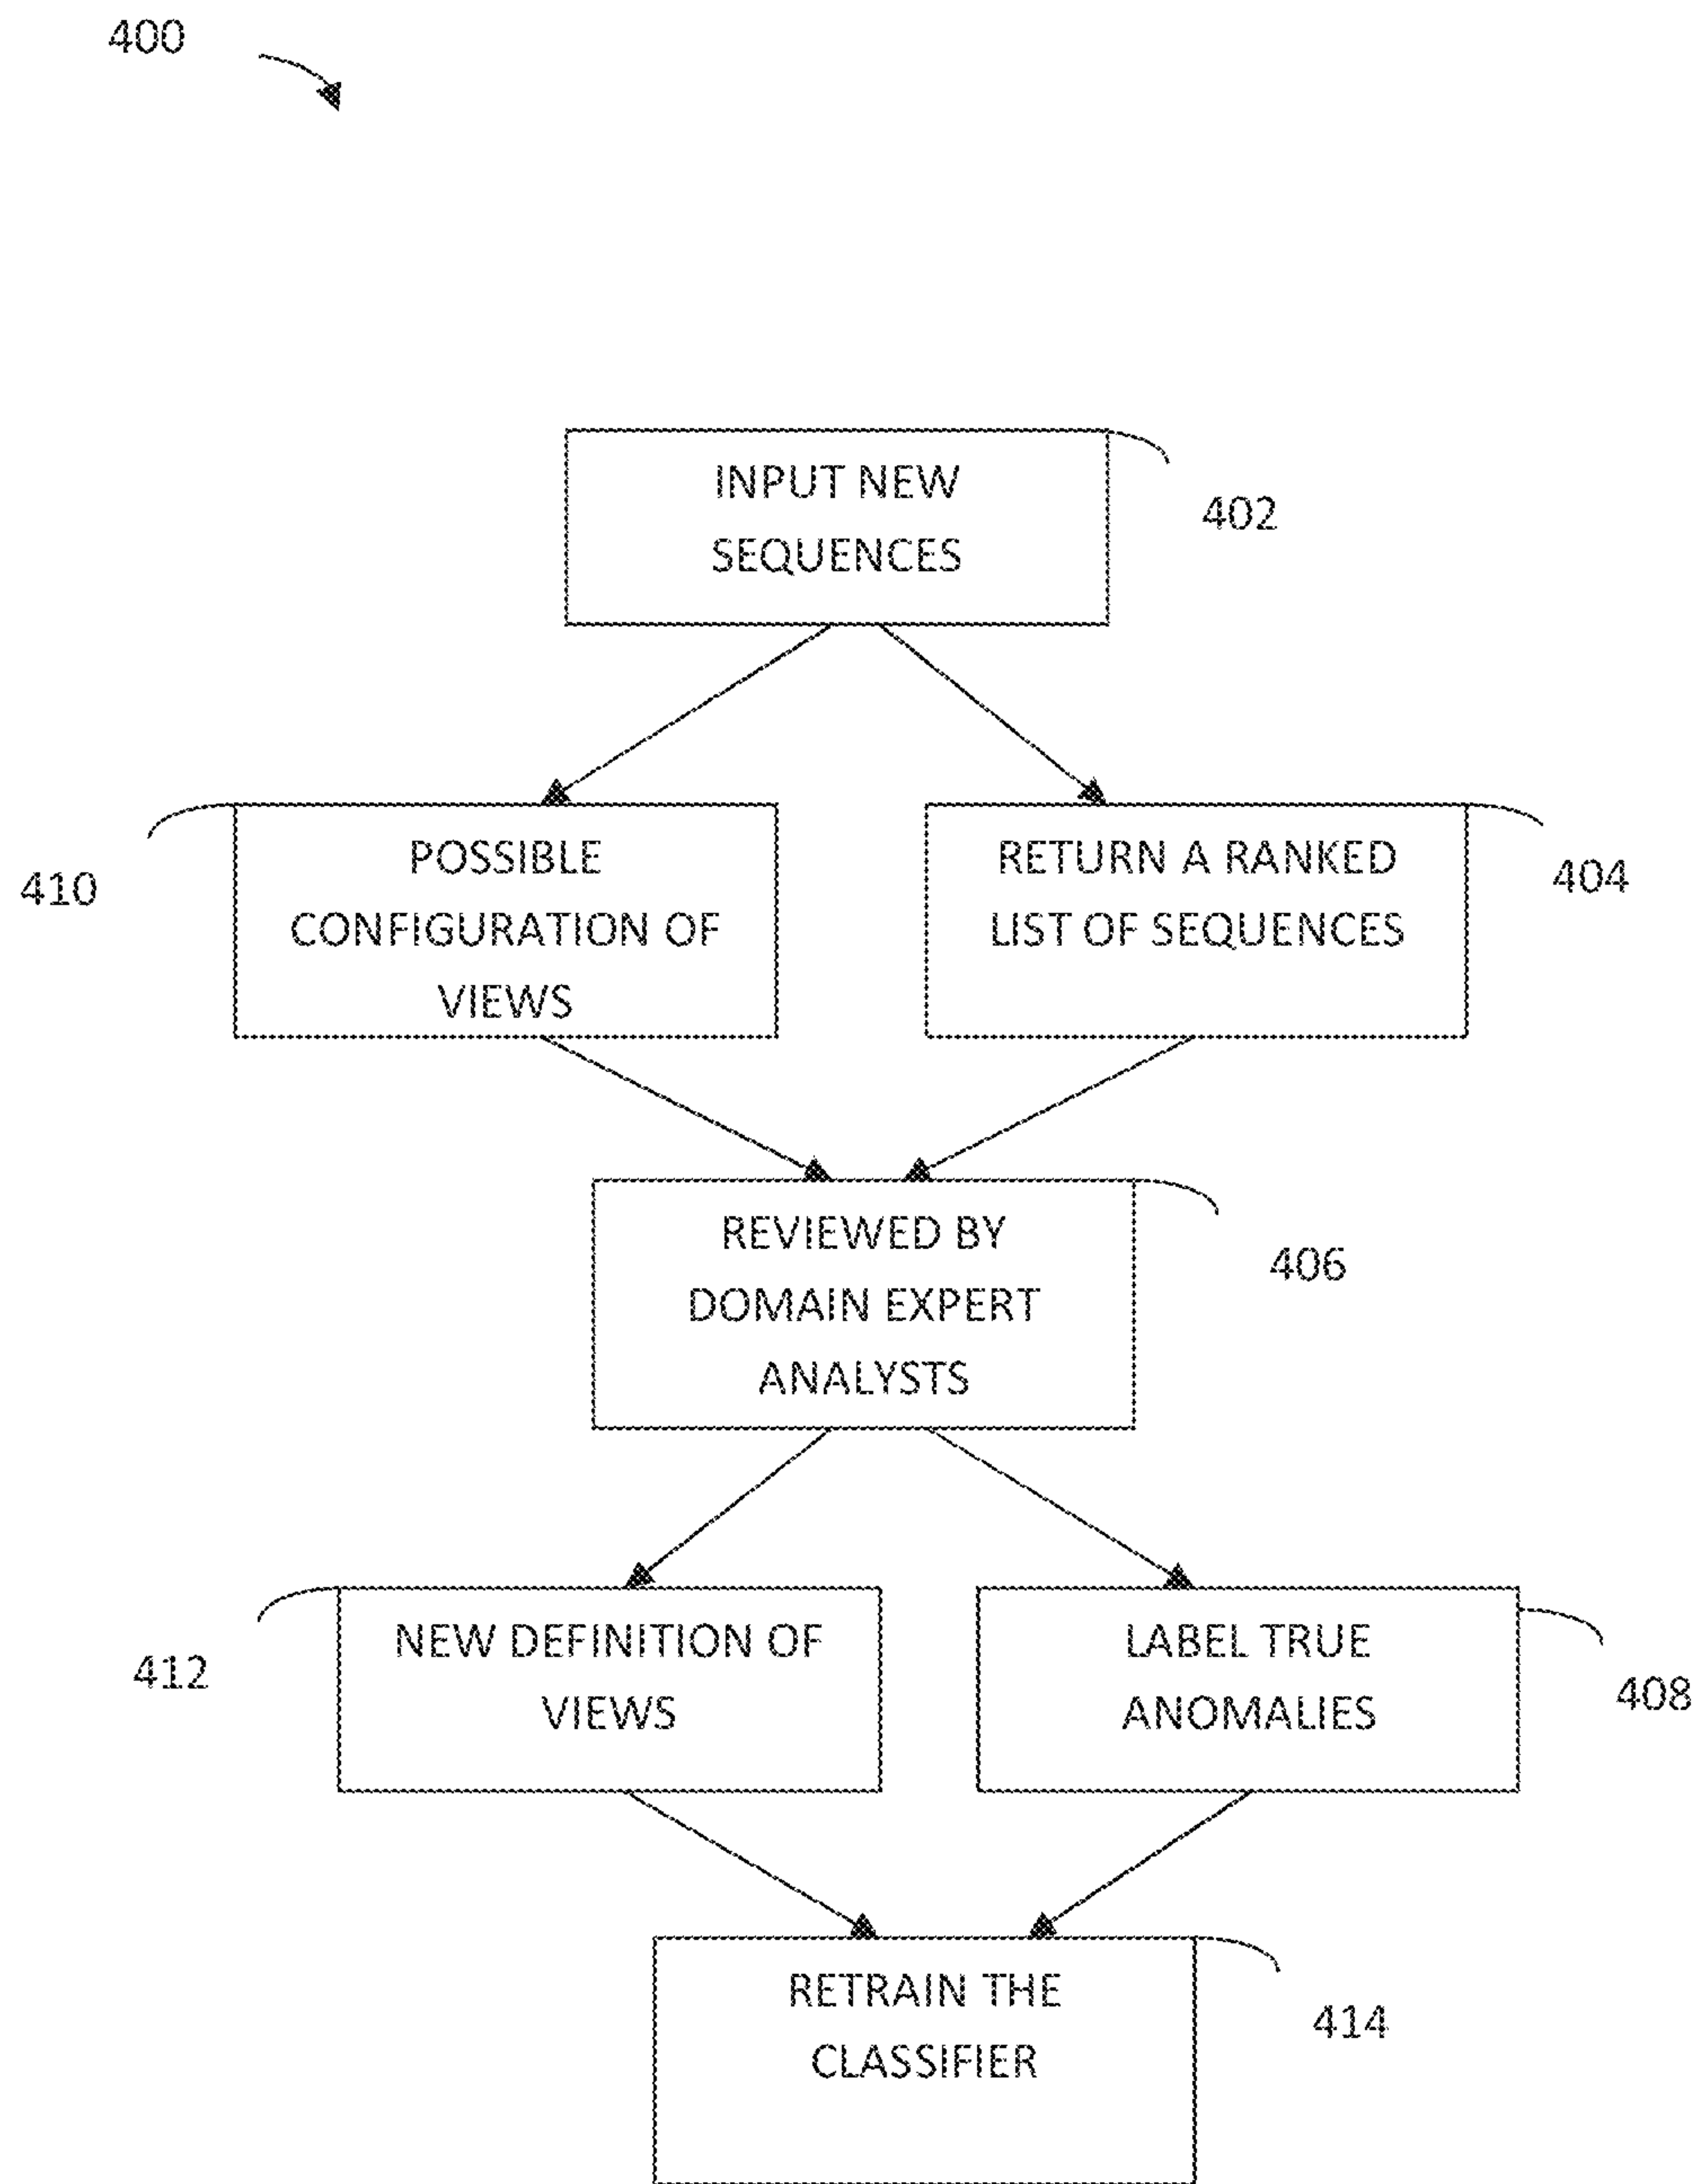 400
INPUT NEW
SEQUENCES
402
POSSIBLE
CONFIGURATION OF
VIEWS
410
RETURN A RANKED
LIST OF SEQUENCES
404
REVIEWED BY
DOMAIN EXPERT
ANALYSTS
406
NEW DEFINITION OF
VIEWS
412
LABEL TRUE
ANOMALIES
408
RETRAIN THE
CLASSIFIER
414